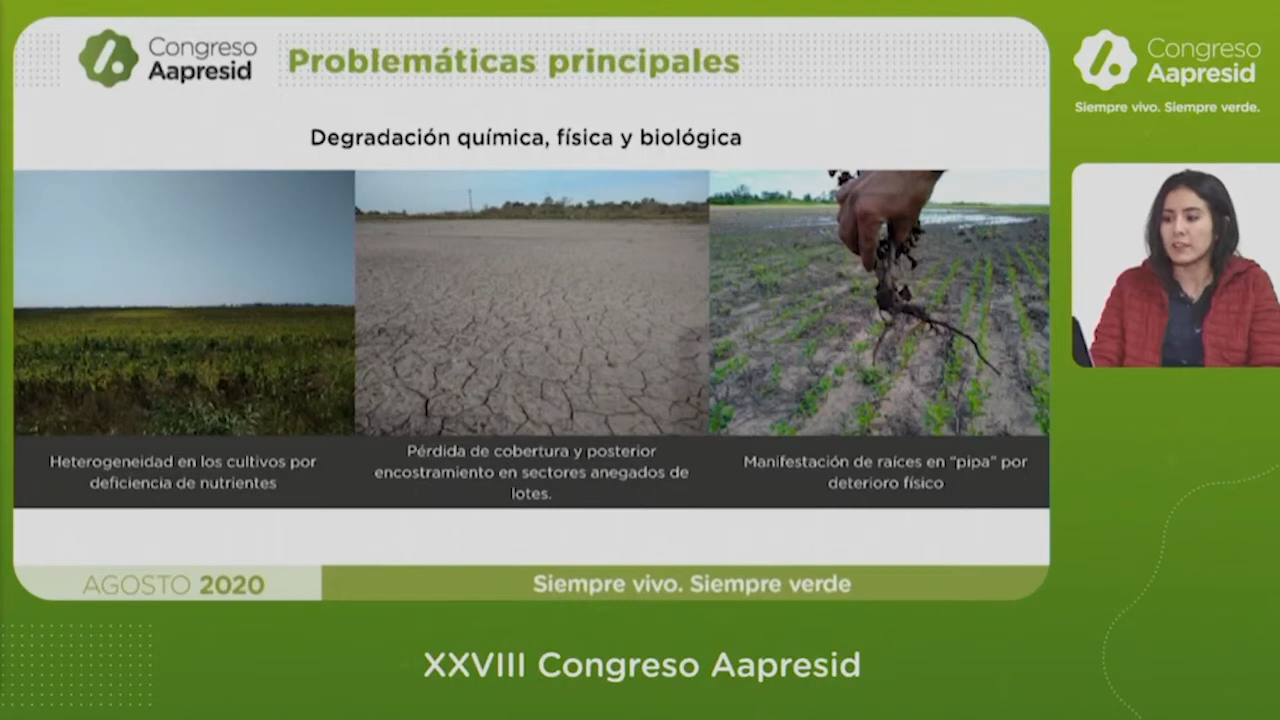 Congreso
Aapresid
Problemáticas principales
Degradación química, física y biológica
Heterogeneidad en los cultivos por
deficiencia de nutrientes
Pérdida de cobertura y posterior
encostramiento en sectores anegados de
lotes.
Manifestación de raíces en "pipa" por
deterioro físico
AGOSTO 2020
Siempre vivo. Siempre verde
Congreso
Aapresid
Siempre vivo. Siempre verde.
XXVIII Congreso Aapresid